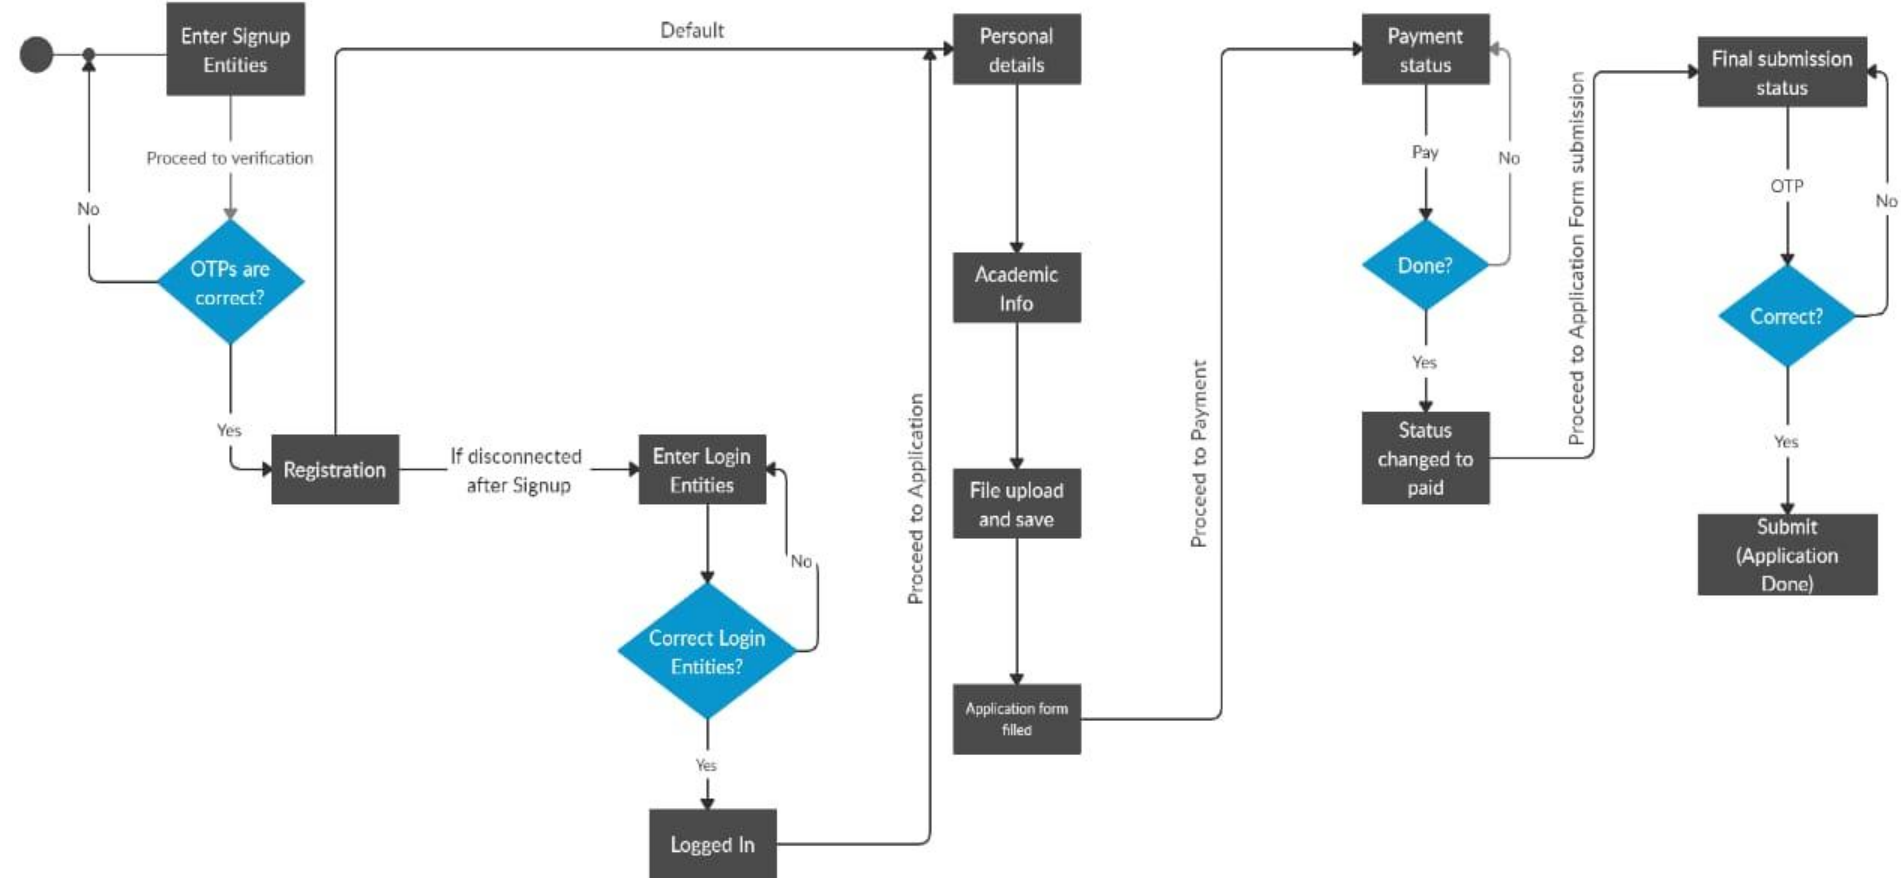 Enter Signup
Entities
Proceed to verification
No
OTPs are
correct?
Yes
Registration
Default
If disconnected
after Signup
Enter Login
Entities
No
Correct Login
Entities?
Yes
Logged In
Proceed to Application
Personal
details
Academic
Info
File upload
and save
Application form
filled
Proceed to Payment
Payment
status
Pay
No
Done?
Yes
Status
changed to
paid
Proceed to Application Form submission
Final submission
status
OTP
No
Correct?
Yes
Submit
(Application
Done)